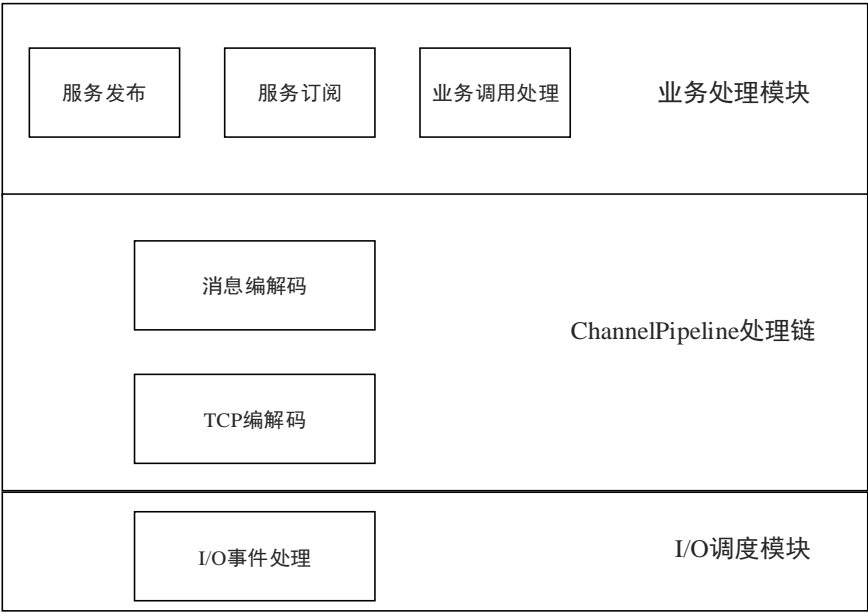 服务发布
服务订阅
业务调用处理
业务处理模块
消息编解码
ChannelPipeline处理链
TCP编解码
I/O事件处理
I/O调度模块